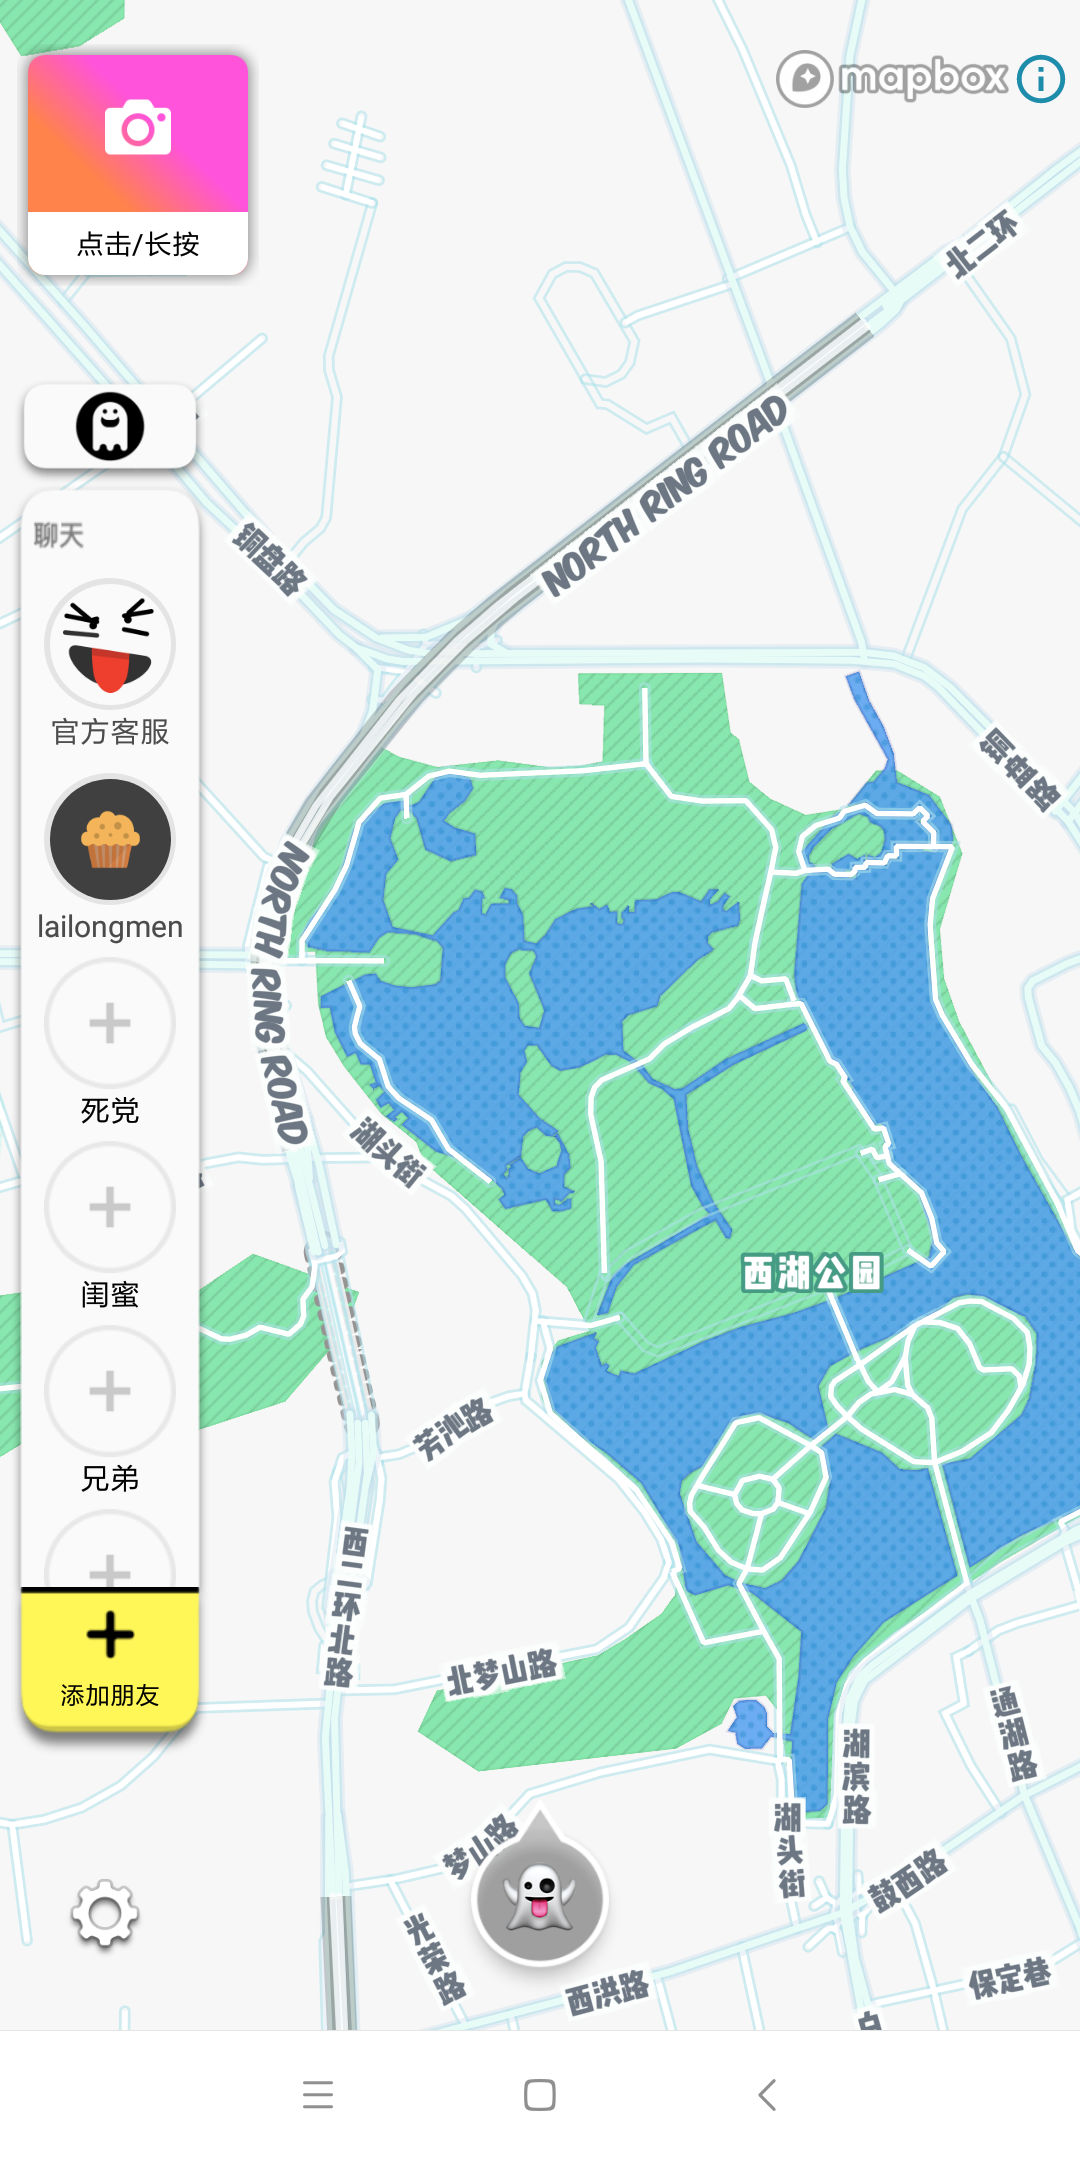 mapbox
点击/长按
北二环
NORTH RING ROAD
聊天
铜盘路
官方客服
铜盘路
lailongmen
NORTH RING ROAD
死党
湖头街
西湖公园
闺蜜
芳沁路
兄弟
西二环北路
北梦山路
添加朋友
通湖路
湖滨路
湖头街
梦山路
鼓西路
光荣路
保定巷
西洪路